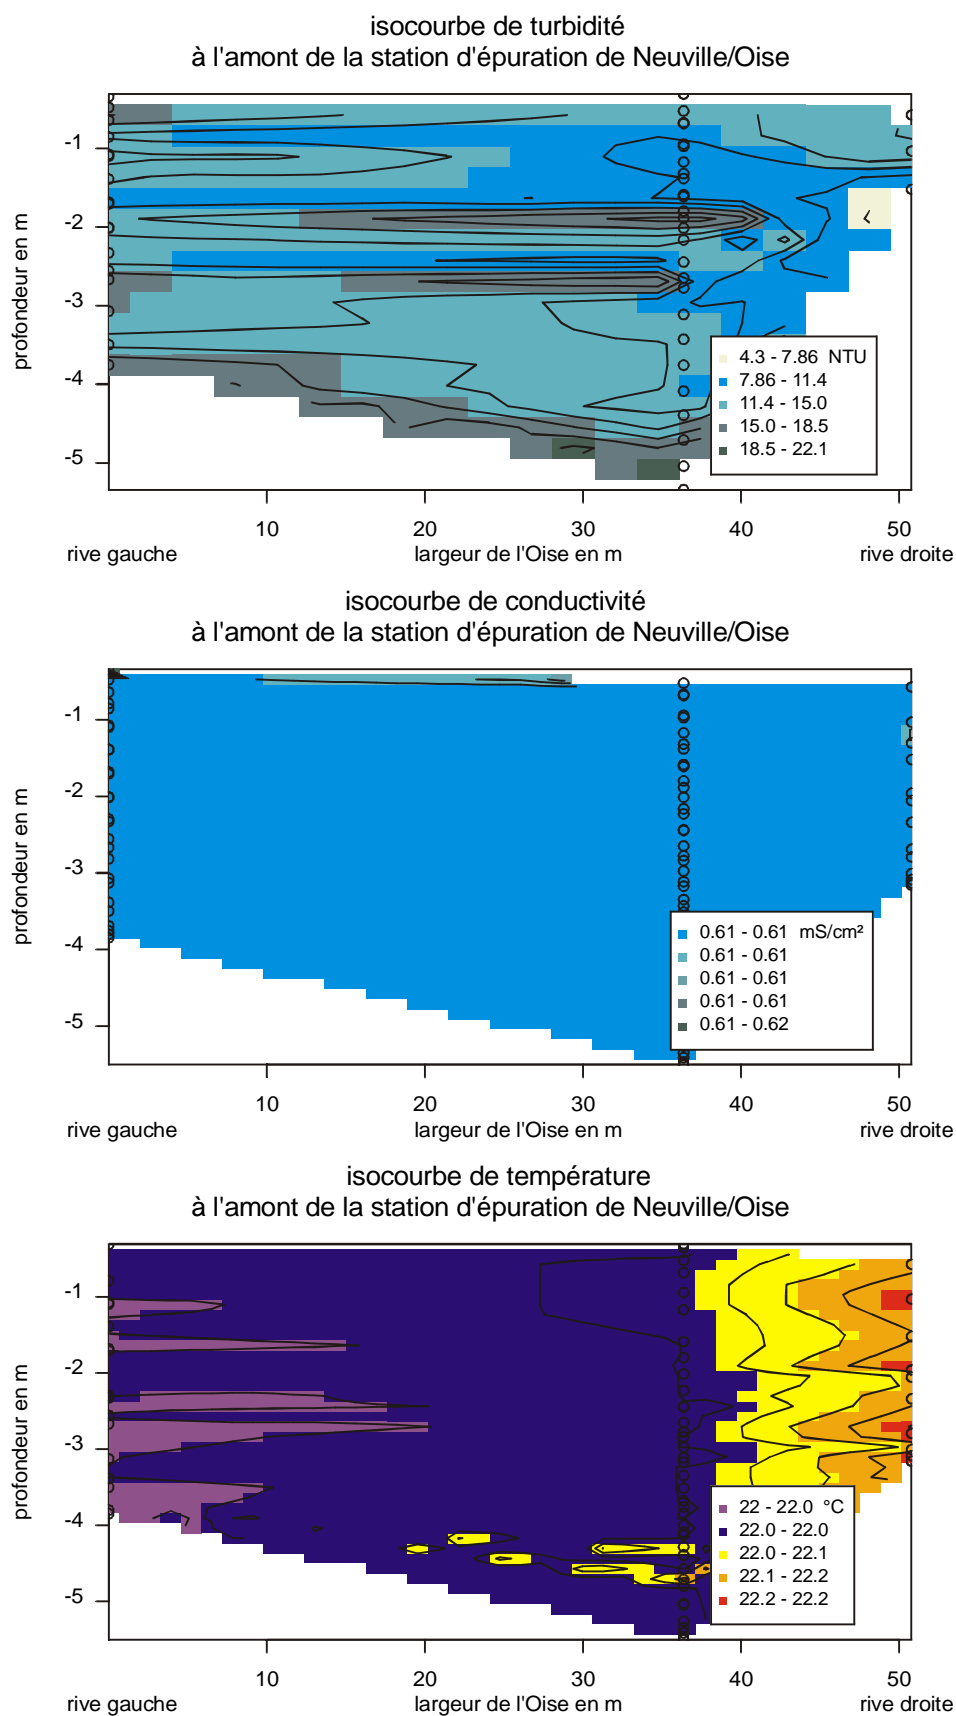 isocourbe de turbidité
à l'amont de la station d'épuration de Neuville/Oise
profondeur en m
-1
-2
-3
-4
-5
4.3 - 7.86 NTU
7.86 - 11.4
11.4 - 15.0
15.0 - 18.5
18.5 - 22.1
10 20 30 40 50
rive gauche largeur de l'Oise en m rive droite
isocourbe de conductivité
à l'amont de la station d'épuration de Neuville/Oise
profondeur en m
-1
-2
-3
-4
-5
0.61 - 0.61 mS/cm²
0.61 - 0.61
0.61 - 0.61
0.61 - 0.61
0.61 - 0.62
10 20 30 40 50
rive gauche largeur de l'Oise en m rive droite
isocourbe de température
à l'amont de la station d'épuration de Neuville/Oise
profondeur en m
-1
-2
-3
-4
-5
22 - 22.0 °C
22.0 - 22.0
22.0 - 22.1
22.1 - 22.2
22.2 - 22.2
10 20 30 40 50
rive gauche largeur de l'Oise en m rive droite